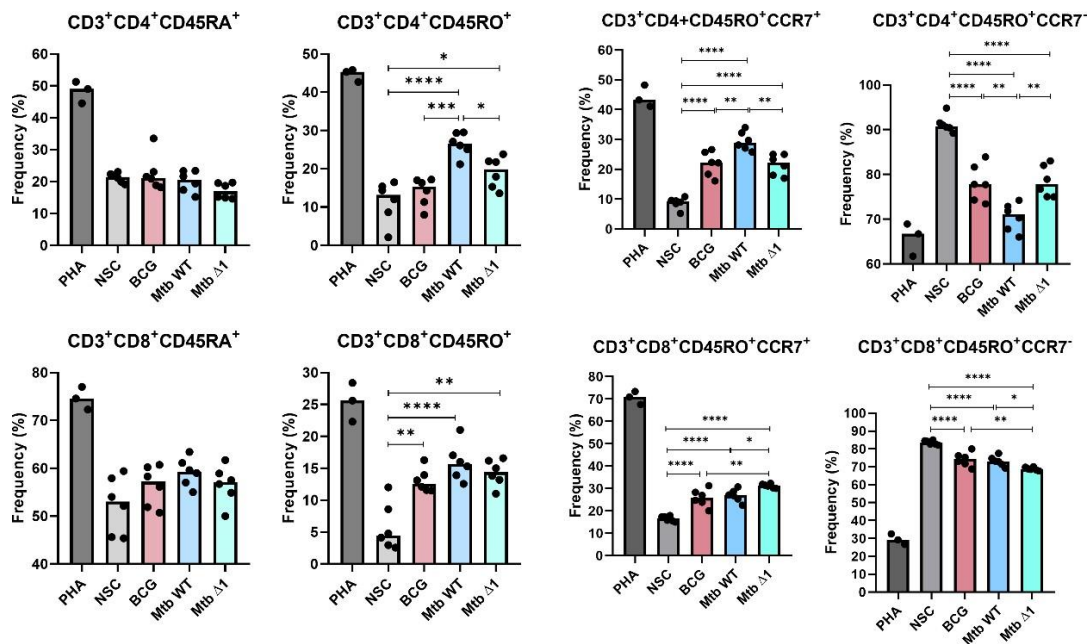 CD3⁺CD4⁺CD45RA⁺
Frequency (%)
60
50
40
30
20
10
0
PHA
NSC
BCG
Mtb WT
Mtb Δ1
CD3⁺CD4⁺CD45RO⁺
Frequency (%)
50
40
30
20
10
0
*
****
***
*
PHA
NSC
BCG
Mtb WT
Mtb Δ1
CD3⁺CD4+CD45RO⁺CCR7⁺
Frequency (%)
60
50
40
30
20
10
0
****
****
****
**
**
PHA
NSC
BCG
Mtb WT
Mtb Δ1
CD3⁺CD4⁺CD45RO⁺CCR7⁻
Frequency (%)
100
90
80
70
60
****
****
****
**
**
PHA
NSC
BCG
Mtb WT
Mtb Δ1
CD3⁺CD8⁺CD45RA⁺
Frequency (%)
80
70
60
50
40
PHA
NSC
BCG
Mtb WT
Mtb Δ1
CD3⁺CD8⁺CD45RO⁺
Frequency (%)
30
25
20
15
10
5
0
**
****
**
PHA
NSC
BCG
Mtb WT
Mtb Δ1
CD3⁺CD8⁺CD45RO⁺CCR7⁺
Frequency (%)
80
70
60
50
40
30
20
10
0
****
****
*
****
**
PHA
NSC
BCG
Mtb WT
Mtb Δ1
CD3⁺CD8⁺CD45RO⁺CCR7⁻
Frequency (%)
100
90
80
70
60
50
40
30
20
10
0
****
****
*
****
**
PHA
NSC
BCG
Mtb WT
Mtb Δ1